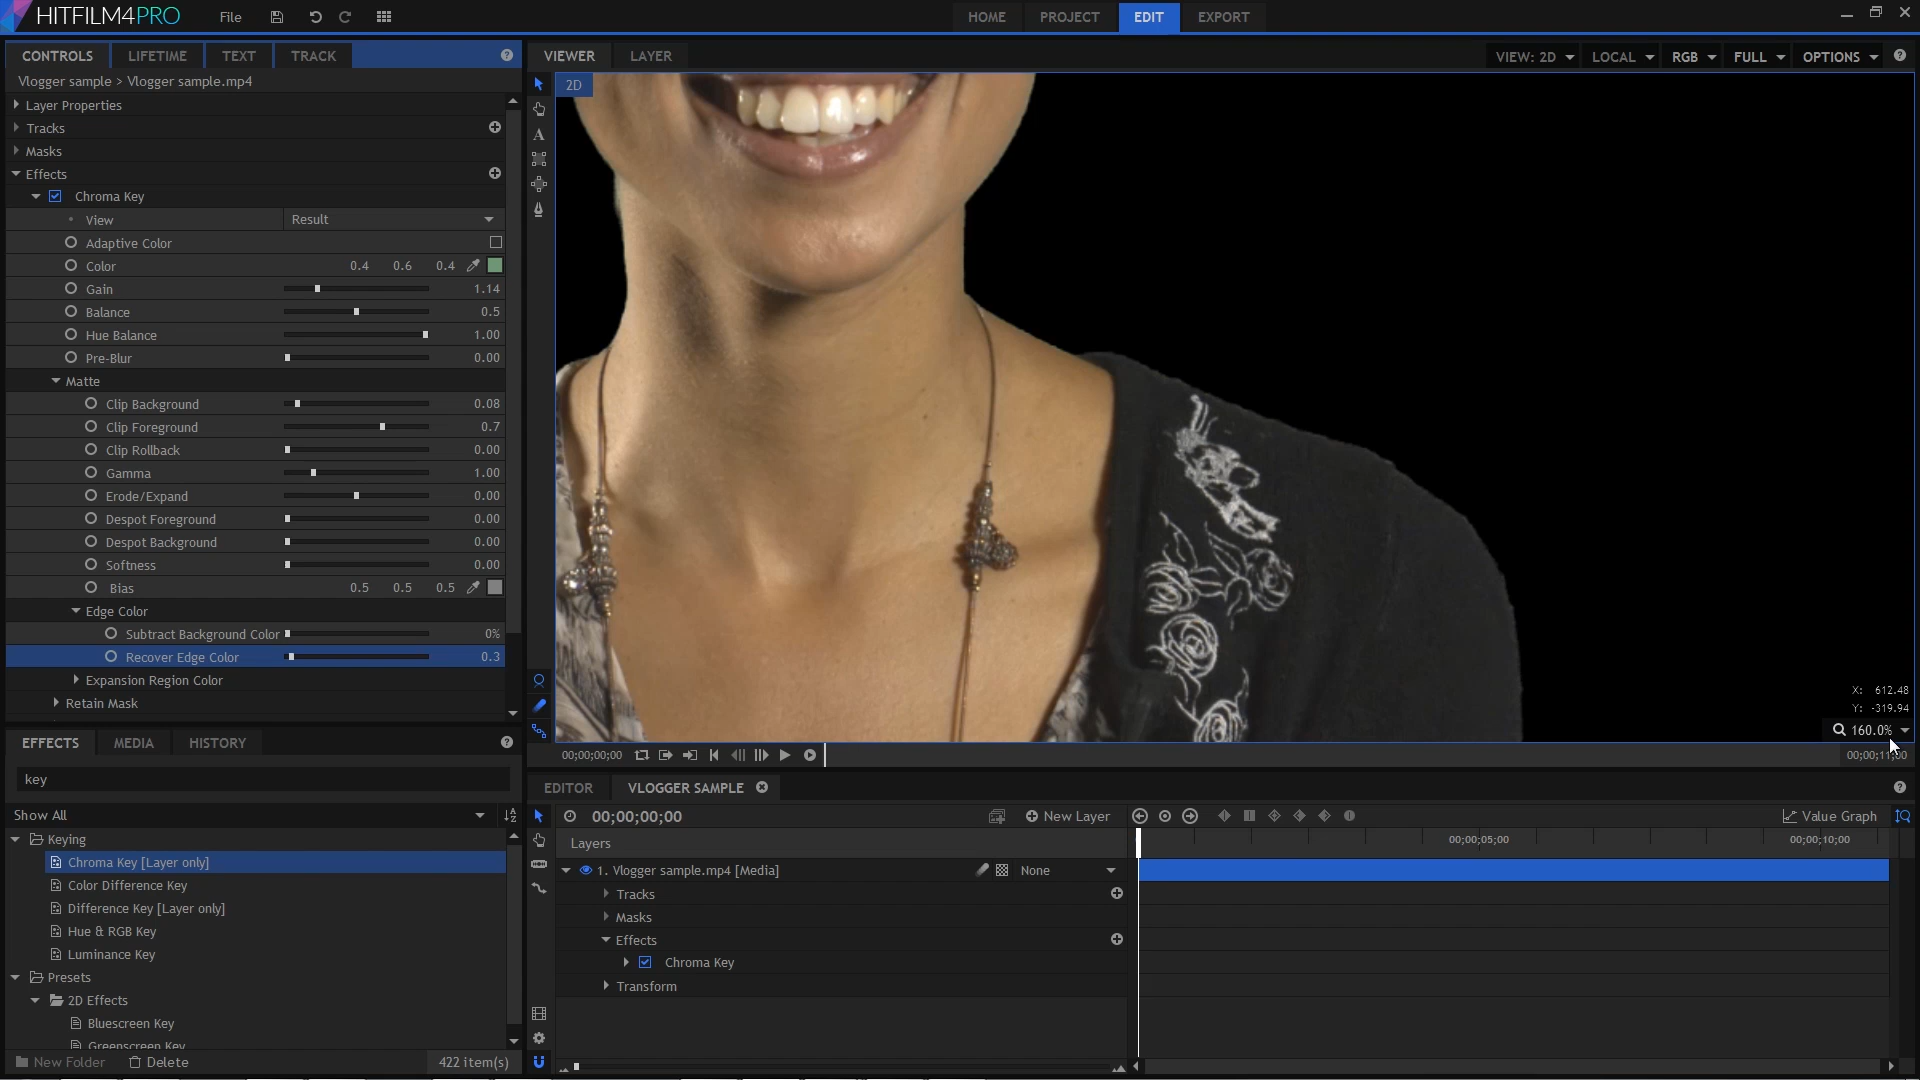 HITFILM4PRO File HOME PROJECT EDIT EXPORT
CONTROLS LIFETIME TEXT TRACK
Vlogger sample > Vlogger sample.mp4
Layer Properties
Tracks
Masks
Effects
Chroma Key
View Result
Adaptive Color
Color 0.4 0.6 0.4
Gain 1.14
Balance 0.5
Hue Balance 1.00
Pre-Blur 0.00
Matte
Clip Background 0.08
Clip Foreground 0.7
Clip Rollback 0.00
Gamma 1.00
Erode/Expand 0.00
Despot Foreground 0.00
Despot Background 0.00
Softness 0.00
Bias 0.5 0.5 0.5
Edge Color
Subtract Background Color 0%
Recover Edge Color 0.3
Expansion Region Color
Retain Mask
VIEWER LAYER VIEW: 2D LOCAL RGB FULL OPTIONS
2D
A
X: 612.48
Y: -319.94
160.0%
00;00;00;00 00;00;11;00
EFFECTS MEDIA HISTORY
key
Show All
Keying
Chroma Key [Layer only]
Color Difference Key
Difference Key [Layer only]
Hue & RGB Key
Luminance Key
Presets
2D Effects
Bluescreen Key
Greenscreen Key
New Folder Delete 422 item(s)
EDITOR VLOGGER SAMPLE
00;00;00;00 New Layer Value Graph
Layers 00;00;05;00 00;00;10;00
1. Vlogger sample.mp4 [Media] None
Tracks
Masks
Effects
Chroma Key
Transform